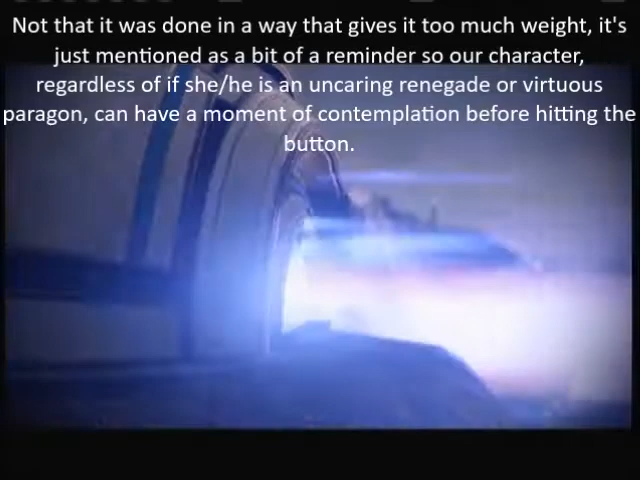 Not that it was done in a way that gives it too much weight, it's
just mentioned as a bit of a reminder so our character,
regardless of if she/he is an uncaring renegade or virtuous
paragon, can have a moment of contemplation before hitting the
button.